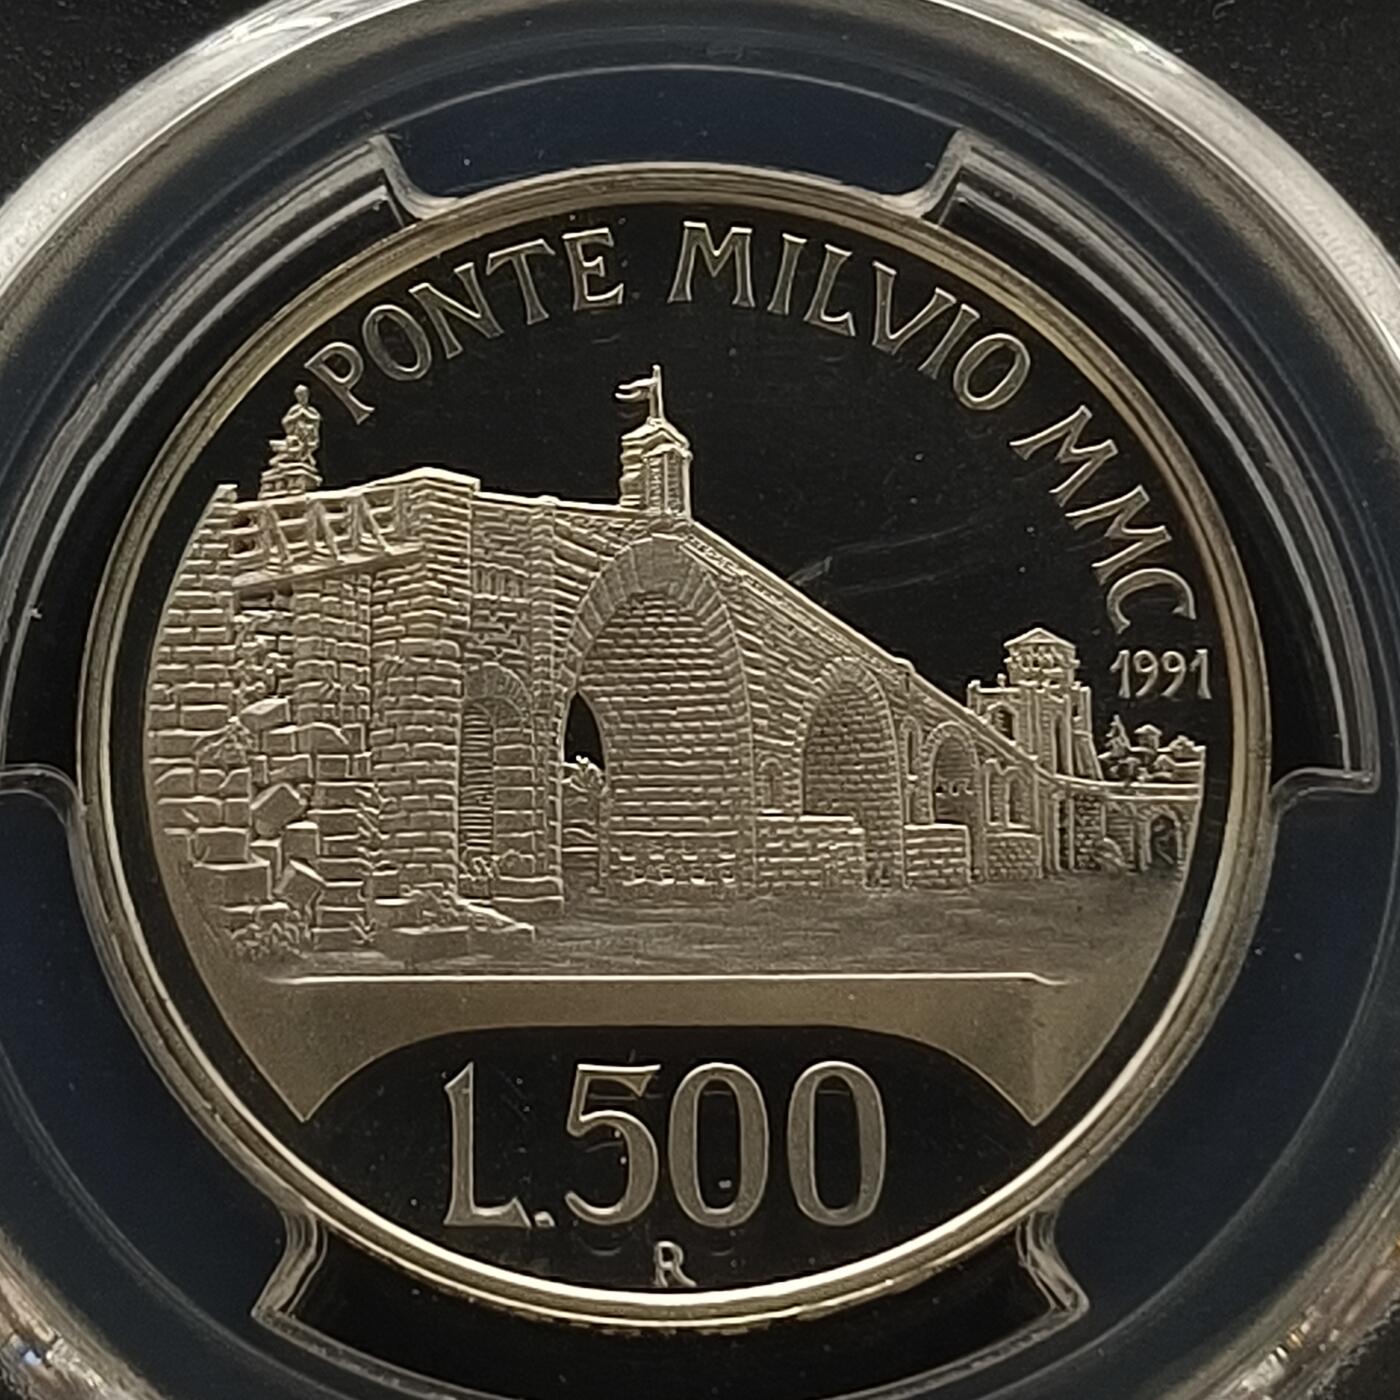 PONTE MILVIO MMC
1991
L.500
R